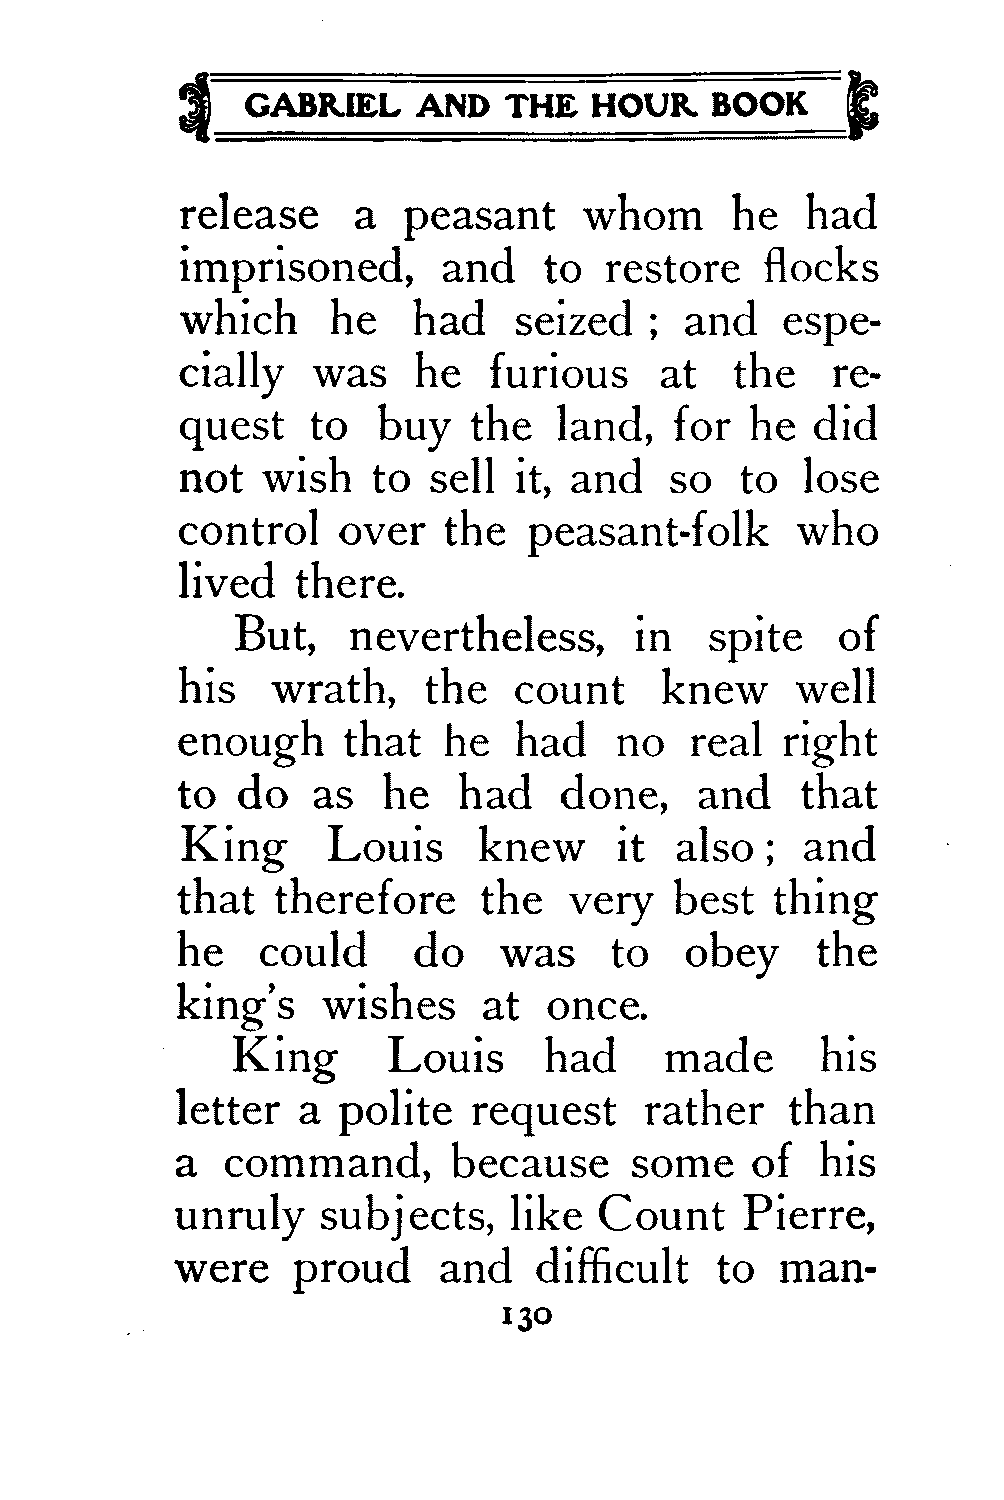 GABRIEL AND THE HOUR BOOK
release a peasant whom he had
imprisoned, and to restore flocks
which he had seized ; and espe-
cially was he furious at the re-
quest to buy the land, for he did
not wish to sell it, and so to lose
control over the peasant-folk who
lived there.
But, nevertheless, in spite of
his wrath, the count knew well
enough that he had no real right
to do as he had done, and that
King Louis knew it also ; and
that therefore the very best thing
he could do was to obey the
king's wishes at once.
King Louis had made his
letter a polite request rather than
a command, because some of his
unruly subjects, like Count Pierre,
were proud and difficult to man-
130